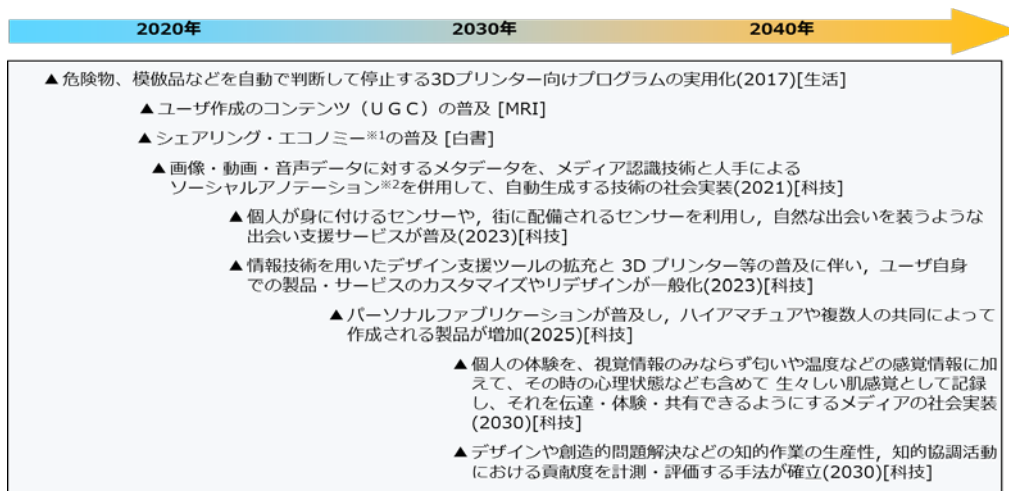 2020年 2030年 2040年
▲危険物、模倣品などを自動で判断して停止する3Dプリンター向けプログラムの実用化(2017)[生活]
▲ユーザ作成のコンテンツ（ＵＧＣ）の普及 [MRI]
▲シェアリング・エコノミー※1の普及 [白書]
▲画像・動画・音声データに対するメタデータを、メディア認識技術と人手による
ソーシャルアノテーション※2を併用して、自動生成する技術の社会実装(2021)[科技]
▲個人が身に付けるセンサーや，街に配備されるセンサーを利用し，自然な出会いを装うような
出会い支援サービスが普及(2023)[科技]
▲情報技術を用いたデザイン支援ツールの拡充と 3D プリンター等の普及に伴い，ユーザ自身
での製品・サービスのカスタマイズやリデザインが一般化(2023)[科技]
▲パーソナルファブリケーションが普及し，ハイアマチュアや複数人の共同によって
作成される製品が増加(2025)[科技]
▲個人の体験を、視覚情報のみならず匂いや温度などの感覚情報に加
えて、その時の心理状態なども含めて 生々しい肌感覚として記録
し、それを伝達・体験・共有できるようにするメディアの社会実装
(2030)[科技]
▲デザインや創造的問題解決などの知的作業の生産性，知的協調活動
における貢献度を計測・評価する手法が確立(2030)[科技]